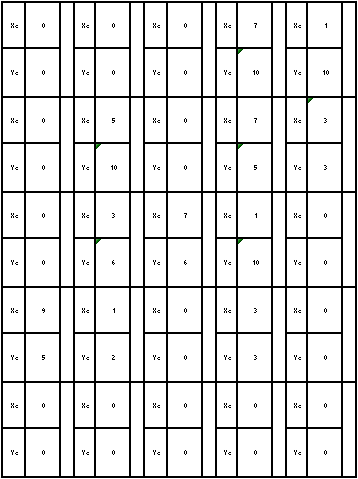 Xc 0 Xc 0 Xc 0 Xc 7 Xc 1
Yc 0 Yc 0 Yc 0 Yc 10 Yc 10
Xc 0 Xc 5 Xc 0 Xc 7 Xc 3
Yc 0 Yc 10 Yc 0 Yc 5 Yc 3
Xc 0 Xc 3 Xc 7 Xc 1 Xc 0
Yc 0 Yc 6 Yc 6 Yc 10 Yc 0
Xc 9 Xc 1 Xc 0 Xc 3 Xc 0
Yc 5 Yc 2 Yc 0 Yc 3 Yc 0
Xc 0 Xc 0 Xc 0 Xc 0 Xc 0
Yc 0 Yc 0 Yc 0 Yc 0 Yc 0